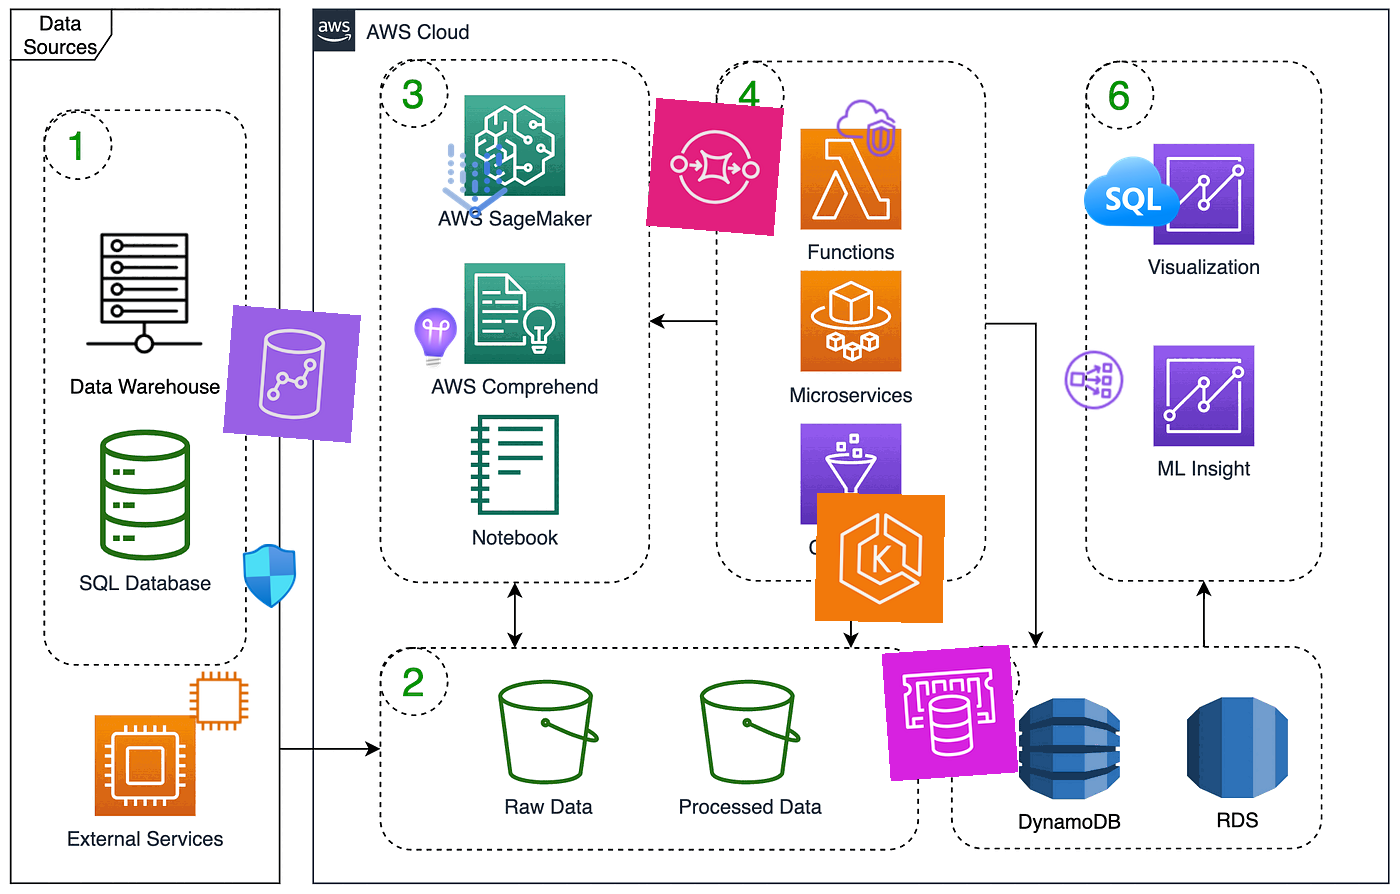 Data
Sources
aws
AWS Cloud
1
3
4
6
AWS SageMaker
Functions
SQL
Visualization
Data Warehouse
AWS Comprehend
Microservices
ML Insight
Notebook
K
SQL Database
2
Raw Data
Processed Data
DynamoDB
RDS
External Services